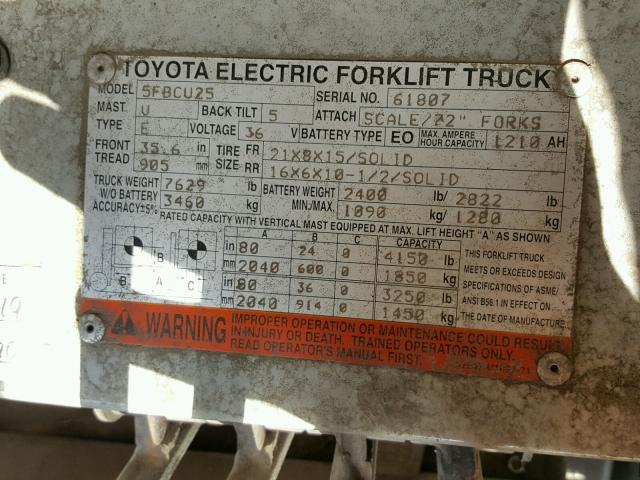 TOYOTA ELECTRIC FORKLIFT TRUCK
MODEL 5FBCU25 SERIAL NO. 61807
MAST. U BACK TILT 5 ATTACH SCALE/72" FORKS
TYPE E VOLTAGE 36 V BATTERY TYPE EO MAX. AMPERE HOUR CAPACITY 1210 AH
FRONT TREAD 35.6 in 905 mm TIRE SIZE FR 21X8X15/SOLID
RR 16X6X10-1/2/SOLID
TRUCK WEIGHT W/O BATTERY ACCURACY±5% 7629 lb BATTERY WEIGHT 2400 lb/ 2822 lb
3460 kg MIN./MAX. 1090 kg/ 1280 kg
RATED CAPACITY WITH VERTICAL MAST EQUIPPED AT MAX. LIFT HEIGHT "A" AS SHOWN
A B C CAPACITY
in 80 24 0 4150 lb
mm 2040 600 0 1850 kg
in 80 36 0 3250 lb
mm 2040 914 0 1450 kg
B
A
B A C
THIS FORKLIFT TRUCK
MEETS OR EXCEEDS DESIGN
SPECIFICATIONS OF ASME/
ANSI B56.1 IN EFFECT ON
THE DATE OF MANUFACTURE
WARNING
IMPROPER OPERATION OR MAINTENANCE COULD RESULT
IN INJURY OR DEATH. TRAINED OPERATORS ONLY.
READ OPERATOR'S MANUAL FIRST.